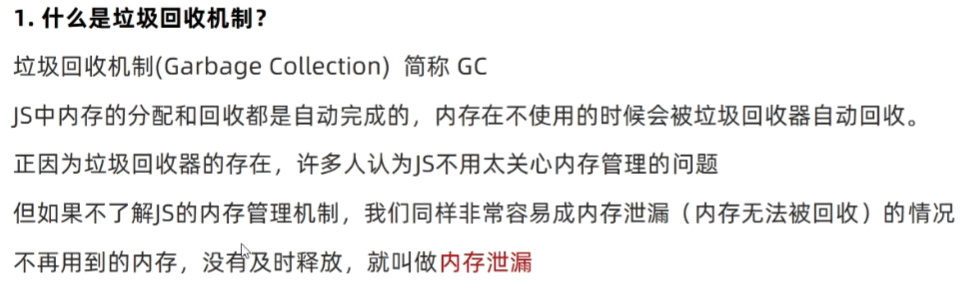 1. 什么是垃圾回收机制？
垃圾回收机制(Garbage Collection) 简称 GC
JS中内存的分配和回收都是自动完成的，内存在不使用的时候会被垃圾回收器自动回收。
正因为垃圾回收器的存在，许多人认为JS不用太关心内存管理的问题
但如果不了解JS的内存管理机制，我们同样非常容易成内存泄漏（内存无法被回收）的情况
不再用到的内存，没有及时释放，就叫做内存泄漏